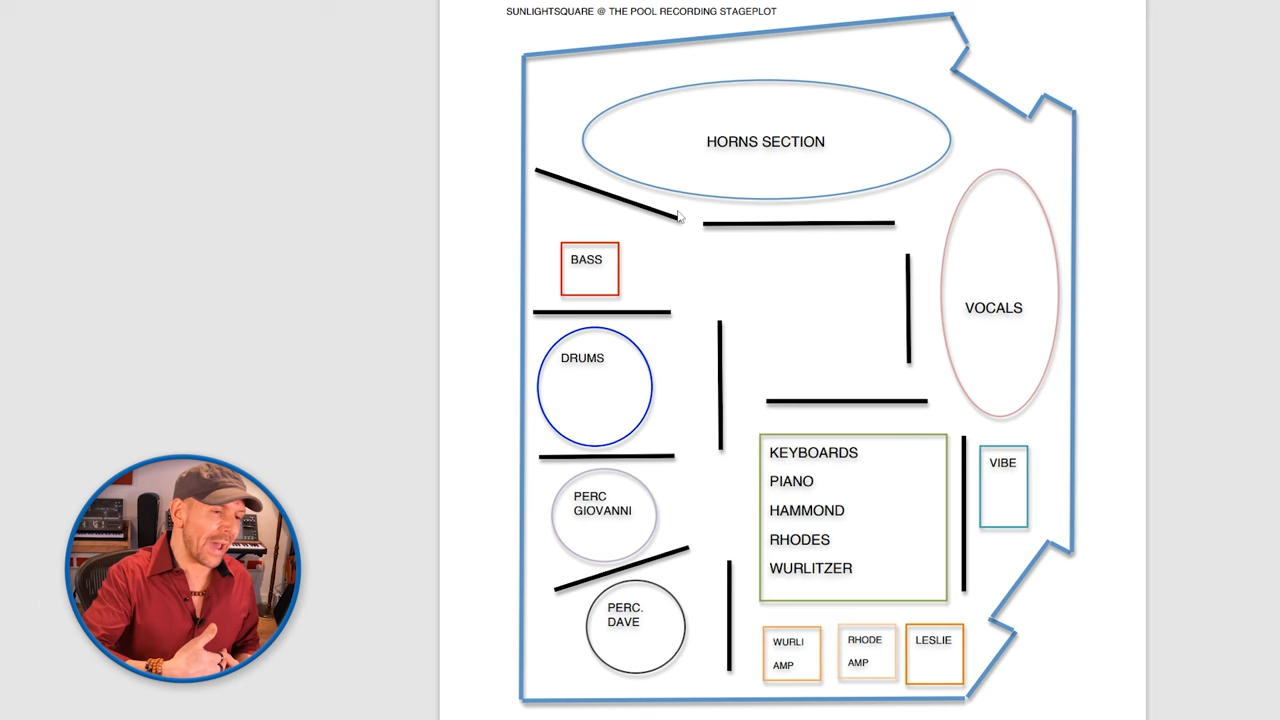 SUNLIGHTSQUARE @ THE POOL RECORDING STAGEPLOT
HORNS SECTION
BASS
VOCALS
DRUMS
KEYBOARDS
PIANO
HAMMOND
RHODES
WURLITZER
VIBE
PERC
GIOVANNI
PERC.
DAVE
WURLI
AMP
RHODE
AMP
LESLIE